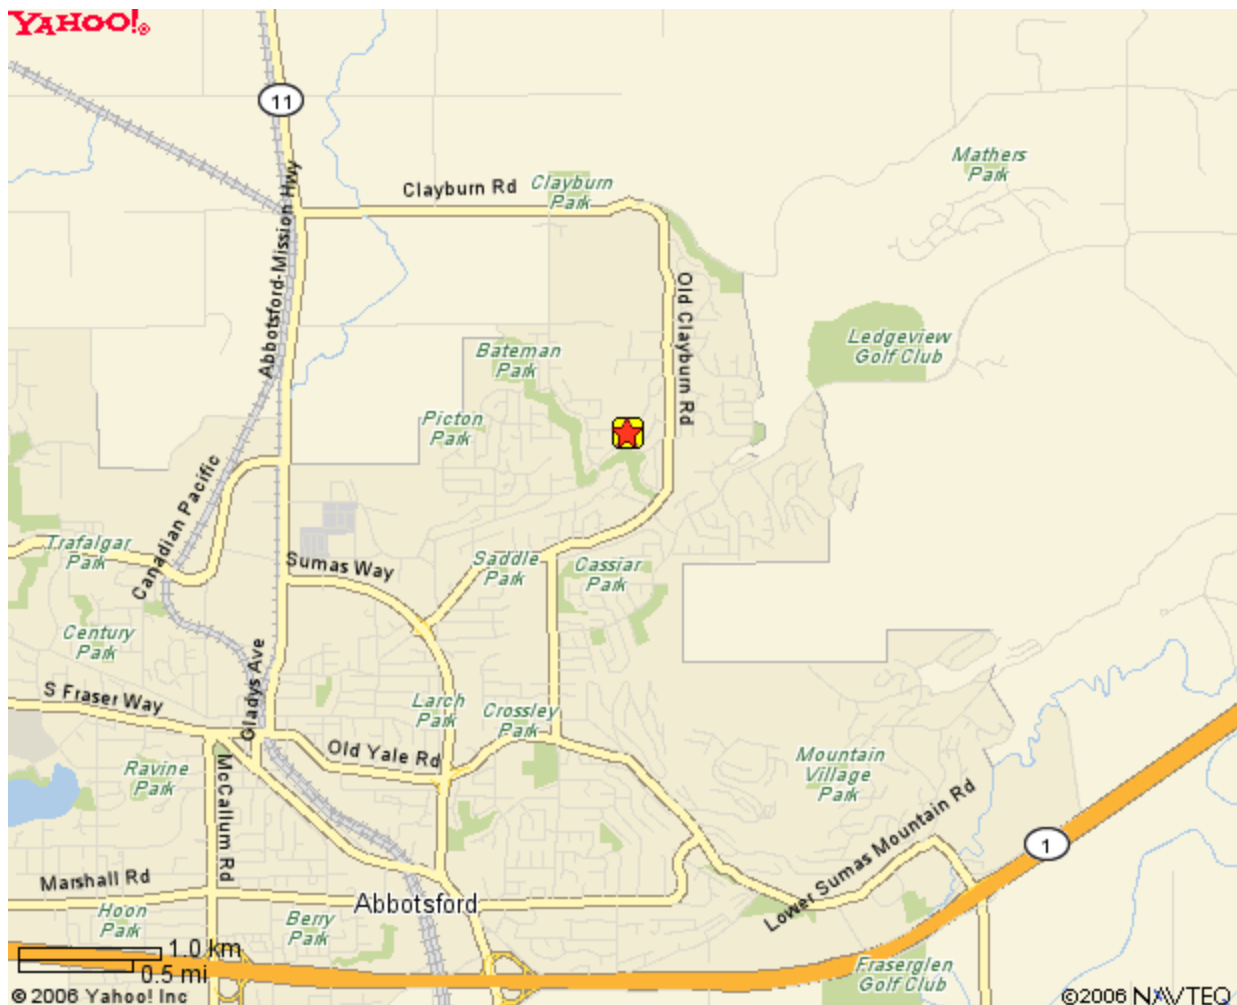 YAHOO!®
11
Mathers
Park
Clayburn Rd
Clayburn
Park
Abbotsford-Mission Hwy
Old Clayburn Rd
Ledgeview
Golf Club
Bateman
Park
Picton
Park
Canadian Pacific
Trafalgar
Park
Sumas Way
Saddle
Park
Cassiar
Park
Century
Park
Gladys Ave
S Fraser Way
Larch
Park
Crossley
Park
Old Yale Rd
Ravine
Park
McCallum Rd
Mountain
Village
Park
Lower Sumas Mountain Rd
1
Marshall Rd
Abbotsford
Hoon
Park
Berry
Park
1.0 km
0.5 mi
Fraserglen
Golf Club
© 2006 Yahoo! Inc
©2006 NAVTEQ